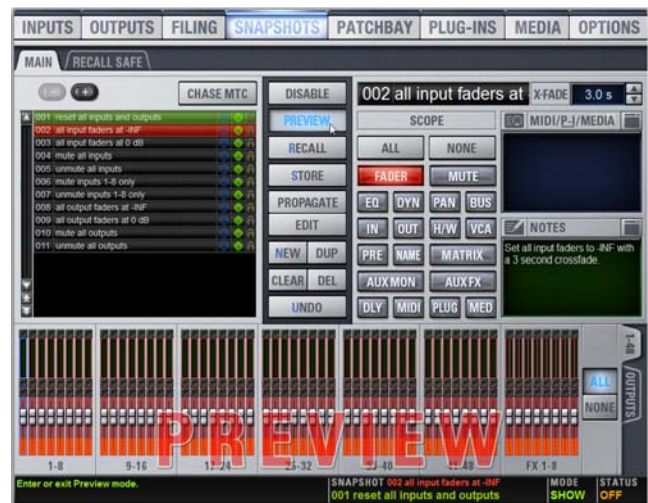 INPUTS OUTPUTS FILING SNAPSHOTS PATCHBAY PLUG-INS MEDIA OPTIONS
MAIN RECALL SAFE
(-) (+) CHASE MTC
001 reset all inputs and outputs
002 all input faders at -INF
003 all input faders at 0 dB
004 mute all inputs
005 unmute all inputs
006 mute inputs 1-8 only
007 unmute inputs 1-8 only
008 all output faders at -INF
009 all output faders at 0 dB
010 mute all outputs
011 unmute all outputs
DISABLE
PREVIEW
RECALL
STORE
PROPAGATE
EDIT
NEW DUP
CLEAR DEL
UNDO
002 all input faders at X-FADE 3.0 s
SCOPE
ALL NONE
FADER MUTE
EQ DYN PAN BUS
IN OUT H/W VCA
PRE NAME MATRIX
AUX MON AUX FX
DLY MIDI PLUG MED
MIDI/P-I/MEDIA
NOTES
Set all input faders to -INF with
a 3 second crossfade.
1-48
OUTPUTS
ALL
NONE
PREVIEW
1-8 9-16 17-24 25-32 33-40 41-48 FX 1-8
Enter or exit Preview mode.
SNAPSHOT 002 all input faders at -INF
001 reset all inputs and outputs
MODE
SHOW
STATUS
OFF